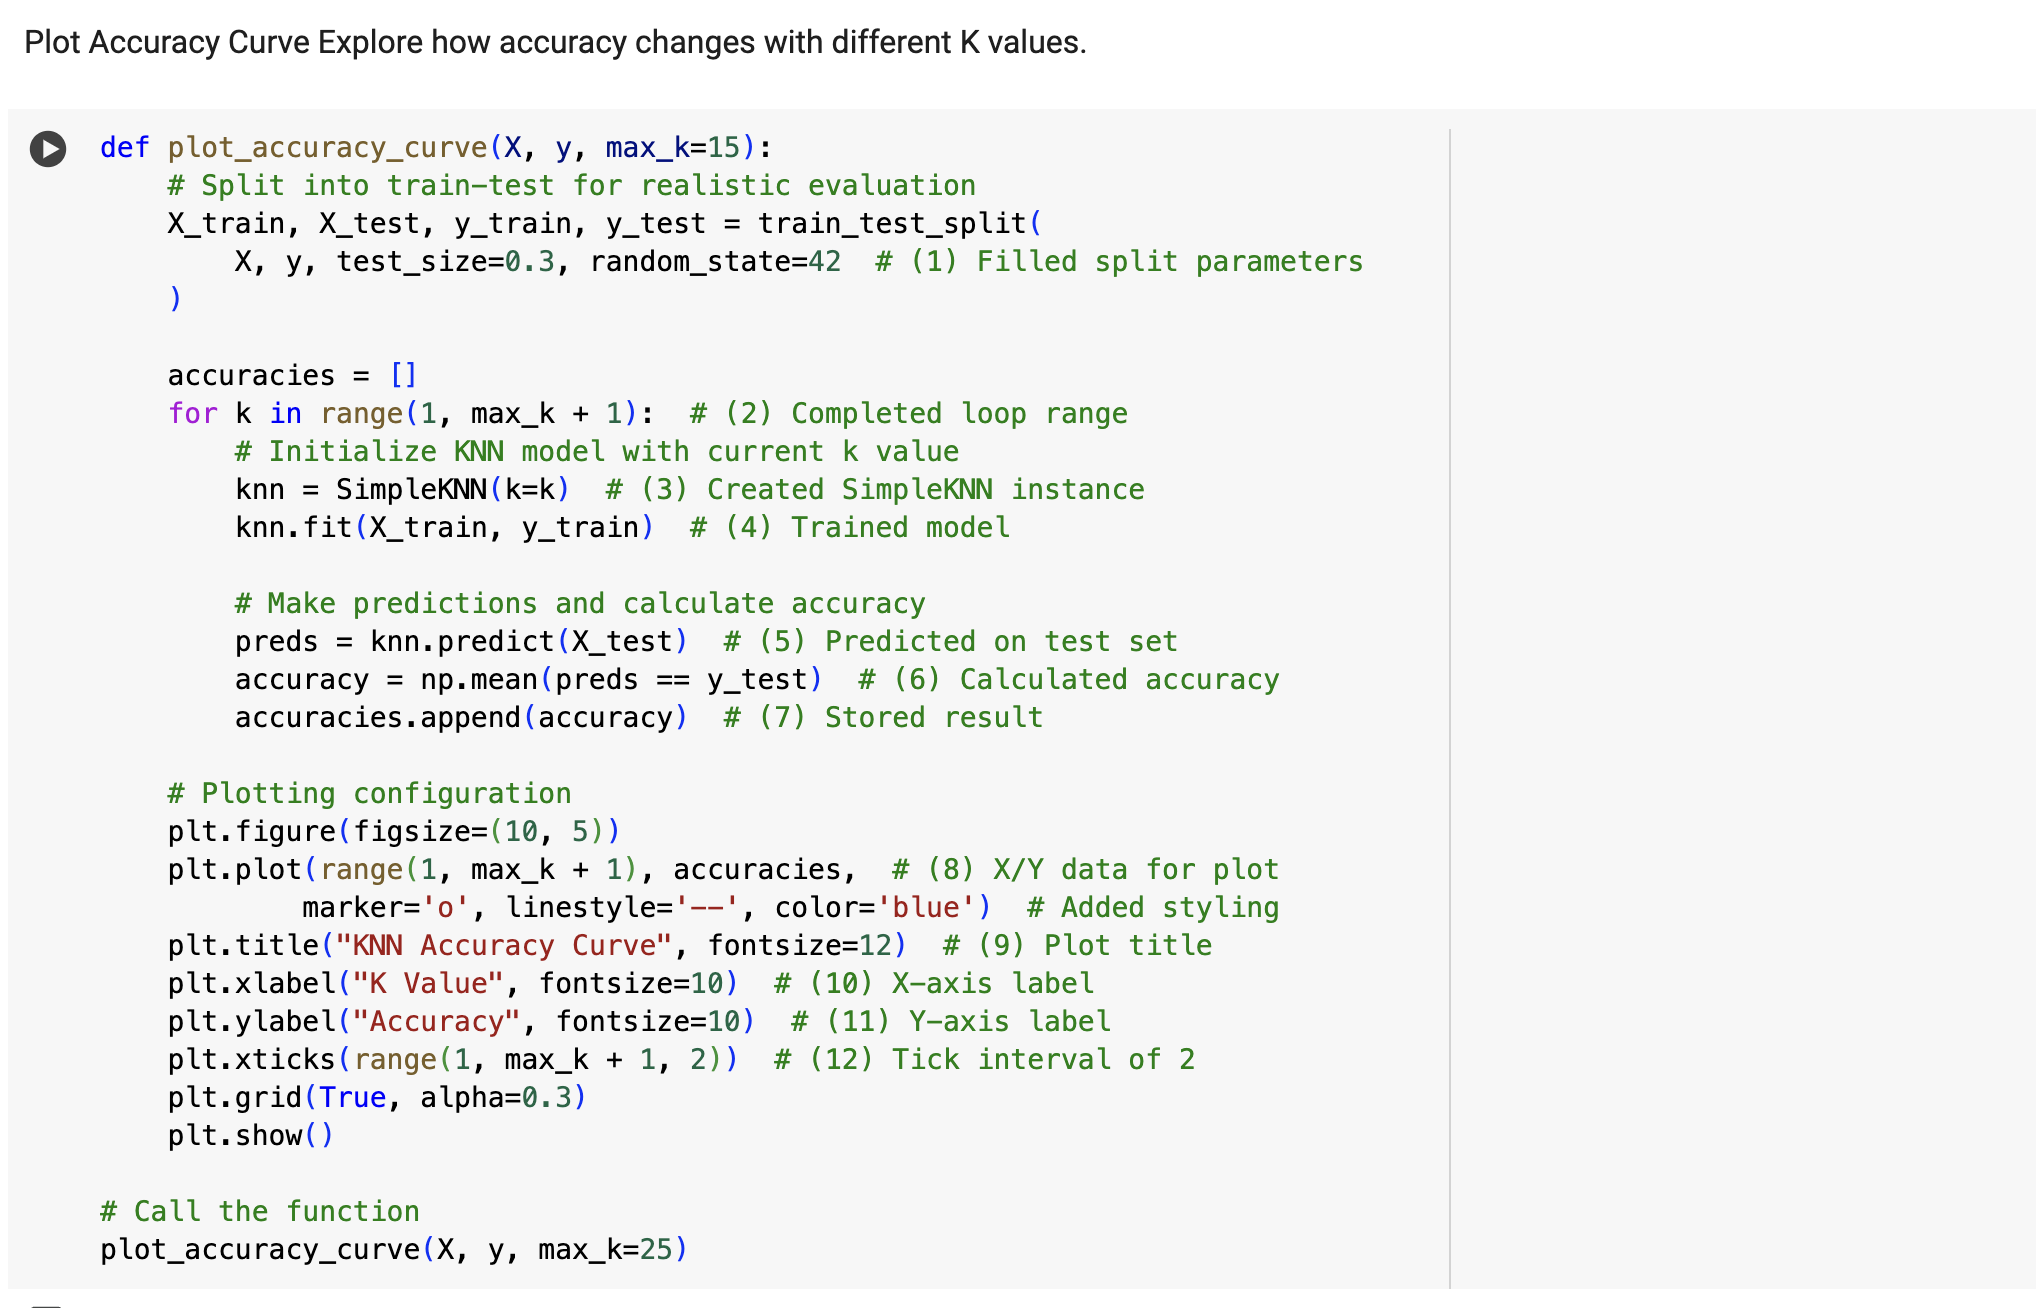 Plot Accuracy Curve Explore how accuracy changes with different K values.
def plot_accuracy_curve(X, y, max_k=15):
    # Split into train-test for realistic evaluation
    X_train, X_test, y_train, y_test = train_test_split(
        X, y, test_size=0.3, random_state=42  # (1) Filled split parameters
    )
    accuracies = []
    for k in range(1, max_k + 1):  # (2) Completed loop range
        # Initialize KNN model with current k value
        knn = SimpleKNN(k=k)  # (3) Created SimpleKNN instance
        knn.fit(X_train, y_train)  # (4) Trained model
        # Make predictions and calculate accuracy
        preds = knn.predict(X_test)  # (5) Predicted on test set
        accuracy = np.mean(preds == y_test)  # (6) Calculated accuracy
        accuracies.append(accuracy)  # (7) Stored result
    # Plotting configuration
    plt.figure(figsize=(10, 5))
    plt.plot(range(1, max_k + 1), accuracies,  # (8) X/Y data for plot
            marker='o', linestyle='--', color='blue')  # Added styling
    plt.title("KNN Accuracy Curve", fontsize=12)  # (9) Plot title
    plt.xlabel("K Value", fontsize=10)  # (10) X-axis label
    plt.ylabel("Accuracy", fontsize=10)  # (11) Y-axis label
    plt.xticks(range(1, max_k + 1, 2))  # (12) Tick interval of 2
    plt.grid(True, alpha=0.3)
    plt.show()
# Call the function
plot_accuracy_curve(X, y, max_k=25)